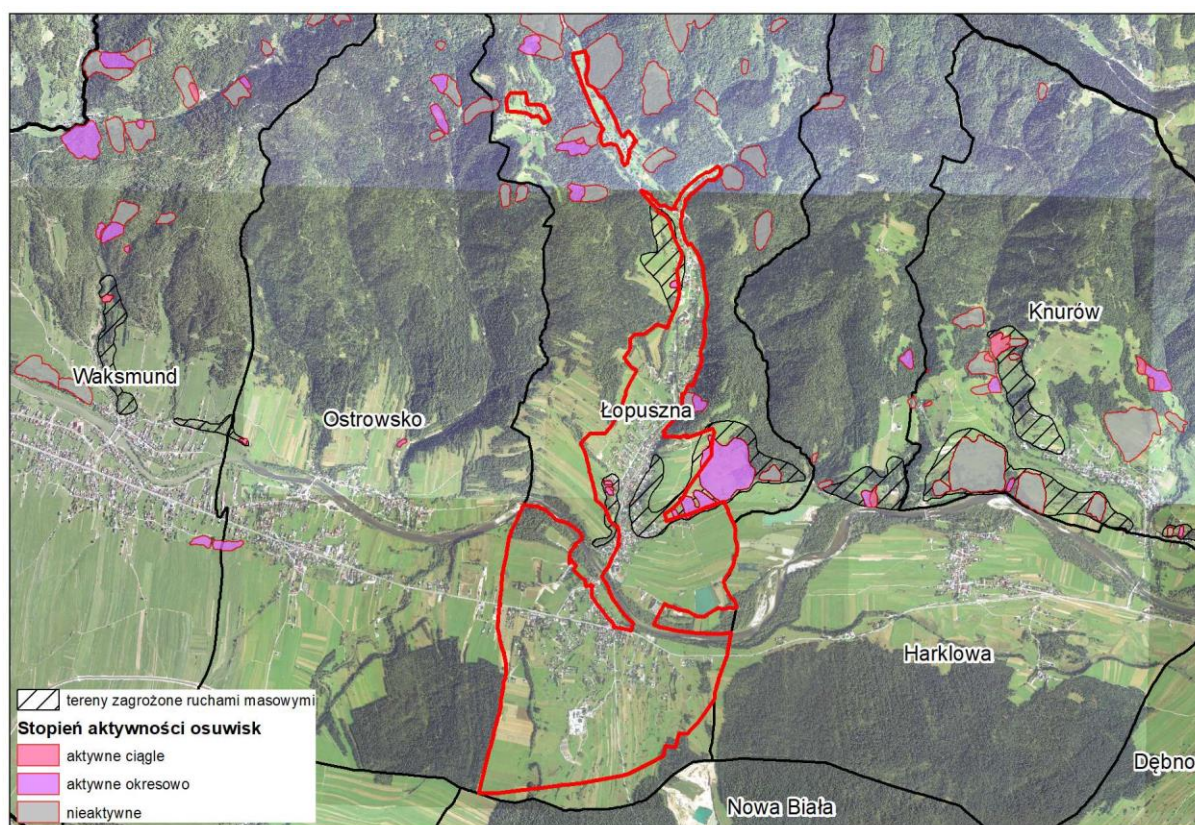 Knurów
Waksmund
Ostrowsko
Łopuszna
Harklowa
Dębno
Nowa Biała
tereny zagrożone ruchami masowymi
Stopień aktywności osuwisk
aktywne ciągle
aktywne okresowo
nieaktywne